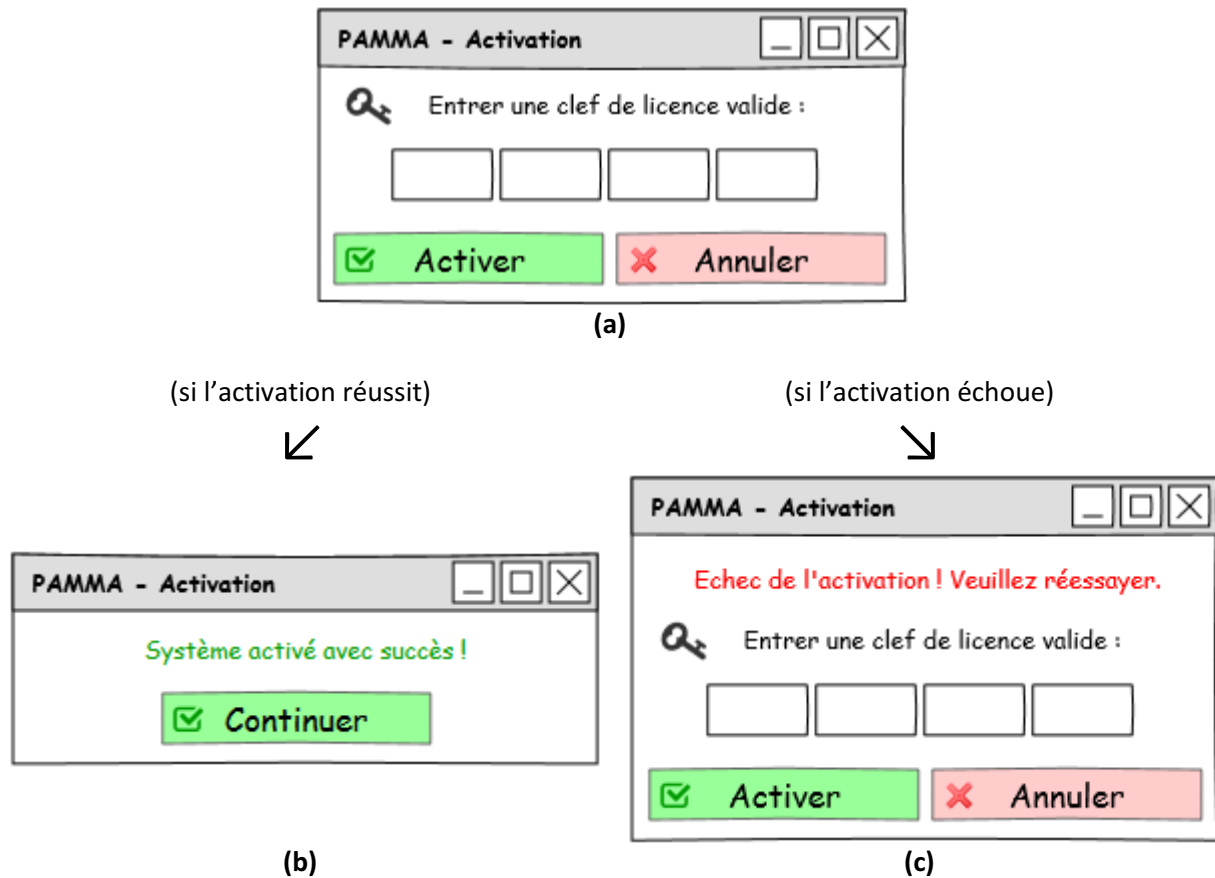 PAMMA - Activation
Entrer une clef de licence valide :
Activer
Annuler
(a)
(si l'activation réussit)
(si l'activation échoue)
PAMMA - Activation
Système activé avec succès !
Continuer
(b)
PAMMA - Activation
Echec de l'activation ! Veuillez réessayer.
Entrer une clef de licence valide :
Activer
Annuler
(c)